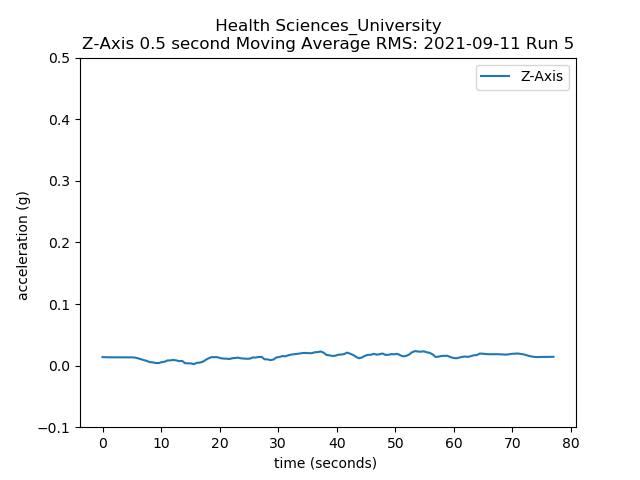 Health Sciences_University
Z-Axis 0.5 second Moving Average RMS: 2021-09-11 Run 5
Z-Axis
0.5
0.4
0.3
0.2
0.1
0.0
−0.1
acceleration (g)
0 10 20 30 40 50 60 70 80
time (seconds)